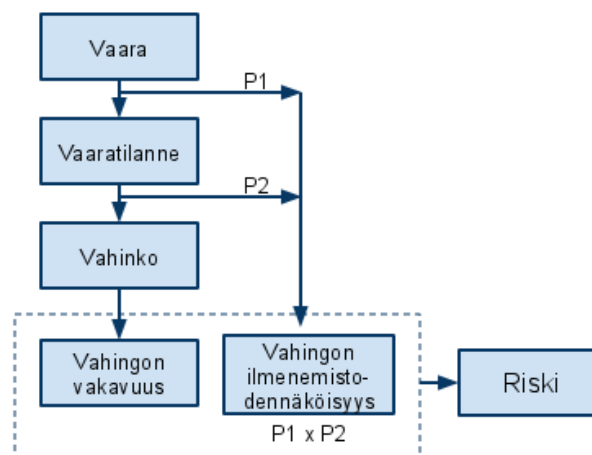 Vaara
P1
Vaaratilanne
P2
Vahinko
Vahingon
vakavuus
Vahingon
ilmenemisto-
dennäköisyys
P1 x P2
Riski